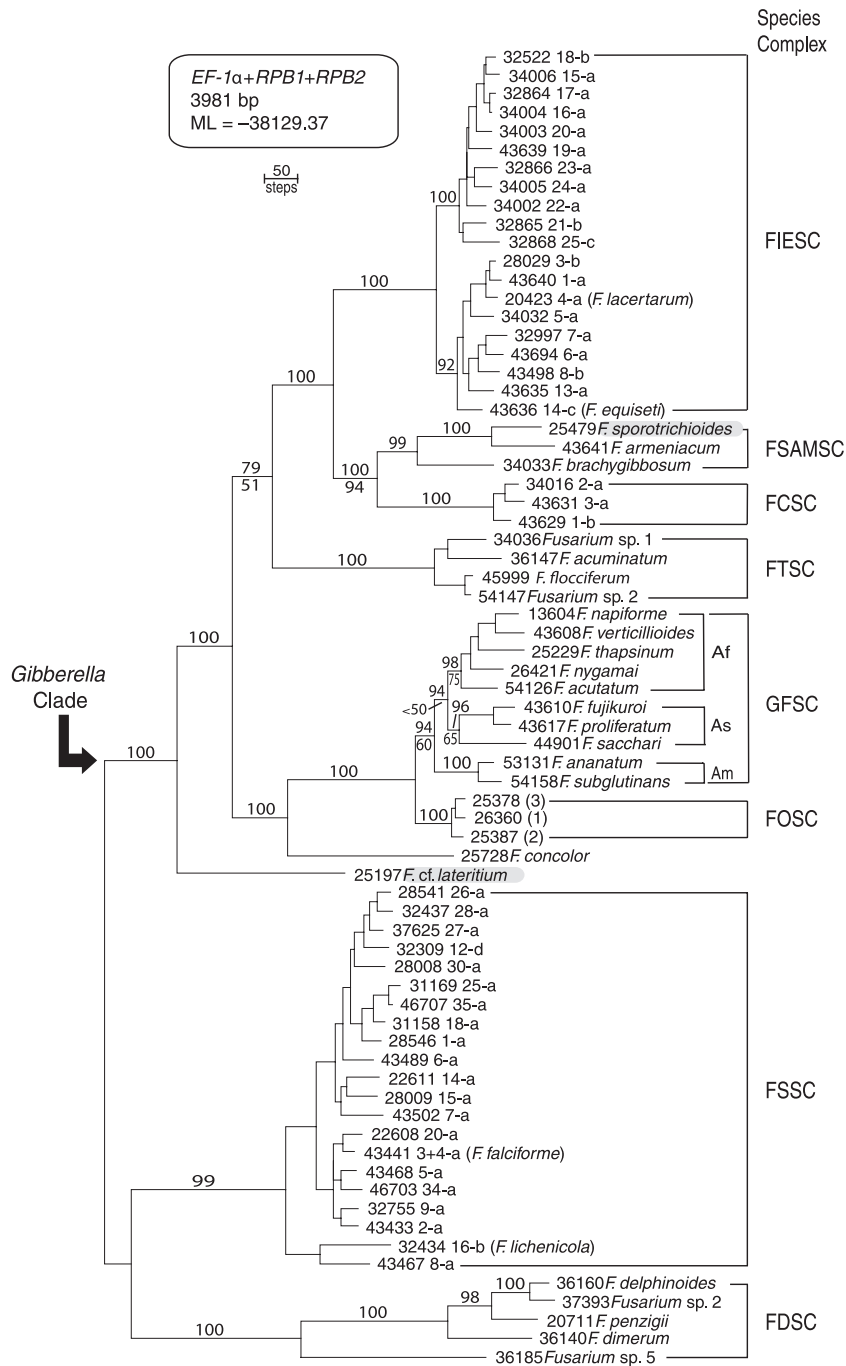 Species
Complex
EF-1α+RPB1+RPB2
3981 bp
ML = –38129.37
50
steps
32522 18-b
34006 15-a
32864 17-a
34004 16-a
34003 20-a
43639 19-a
32866 23-a
34005 24-a
100
34002 22-a
32865 21-b
32868 25-c
FIESC
28029 3-b
100
43640 1-a
20423 4-a (F. lacertarum)
34032 5-a
32997 7-a
43694 6-a
92
43498 8-b
100
43635 13-a
43636 14-c (F. equiseti)
100
25479 F. sporotrichioides
99
43641 F. armeniacum
FSAMSC
34033 F. brachygibbosum
79
100
51
94
34016 2-a
100
43631 3-a
FCSC
43629 1-b
34036 Fusarium sp. 1
100
36147 F. acuminatum
FTSC
45999 F. flocciferum
54147 Fusarium sp. 2
13604 F. napiforme
100
43608 F. verticillioides
25229 F. thapsinum
Af
98
75
26421 F. nygamai
Gibberella
Clade
94
54126 F. acutatum
GFSC
<50
96
43610 F. fujikuroi
94
60
65
43617 F. proliferatum
As
44901 F. sacchari
100
100
100
53131 F. ananatum
Am
54158 F. subglutinans
25378 (3)
100
100
26360 (1)
FOSC
25387 (2)
25728 F. concolor
25197 F. cf. lateritium
28541 26-a
32437 28-a
37625 27-a
32309 12-d
28008 30-a
31169 25-a
46707 35-a
31158 18-a
28546 1-a
43489 6-a
22611 14-a
FSSC
28009 15-a
43502 7-a
22608 20-a
43441 3+4-a (F. falciforme)
43468 5-a
99
46703 34-a
32755 9-a
43433 2-a
32434 16-b (F. lichenicola)
43467 8-a
100
36160 F. delphinoides
98
37393 Fusarium sp. 2
100
20711 F. penzigii
FDSC
100
36140 F. dimerum
36185 Fusarium sp. 5